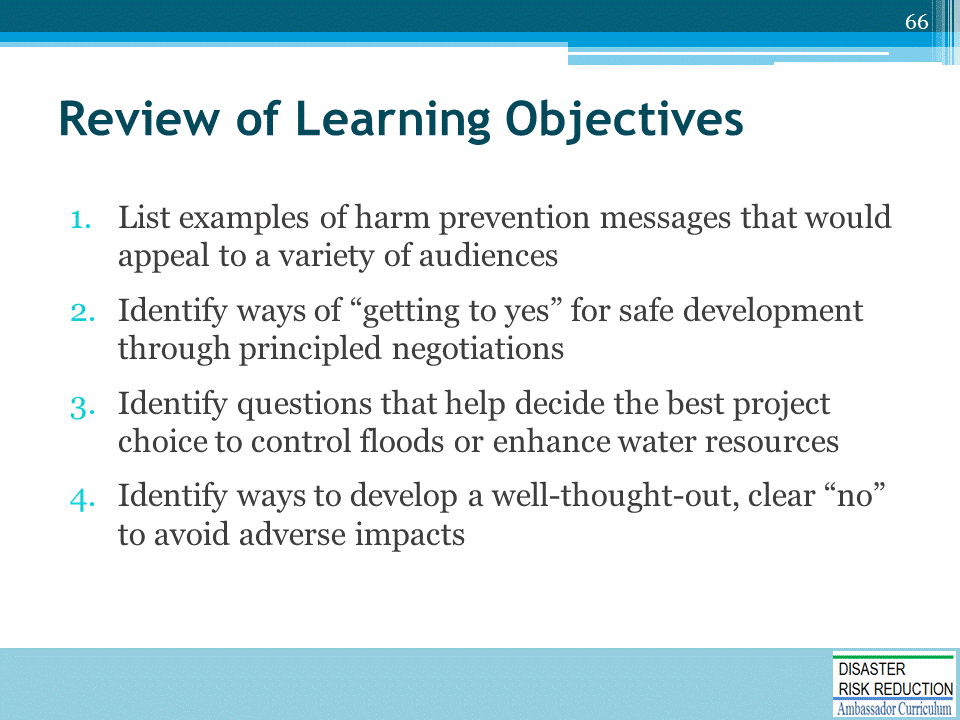 66
Review of Learning Objectives
1. List examples of harm prevention messages that would
appeal to a variety of audiences
2. Identify ways of “getting to yes” for safe development
through principled negotiations
3. Identify questions that help decide the best project
choice to control floods or enhance water resources
4. Identify ways to develop a well-thought-out, clear “no”
to avoid adverse impacts
DISASTER
RISK REDUCTION
Ambassador Curriculum